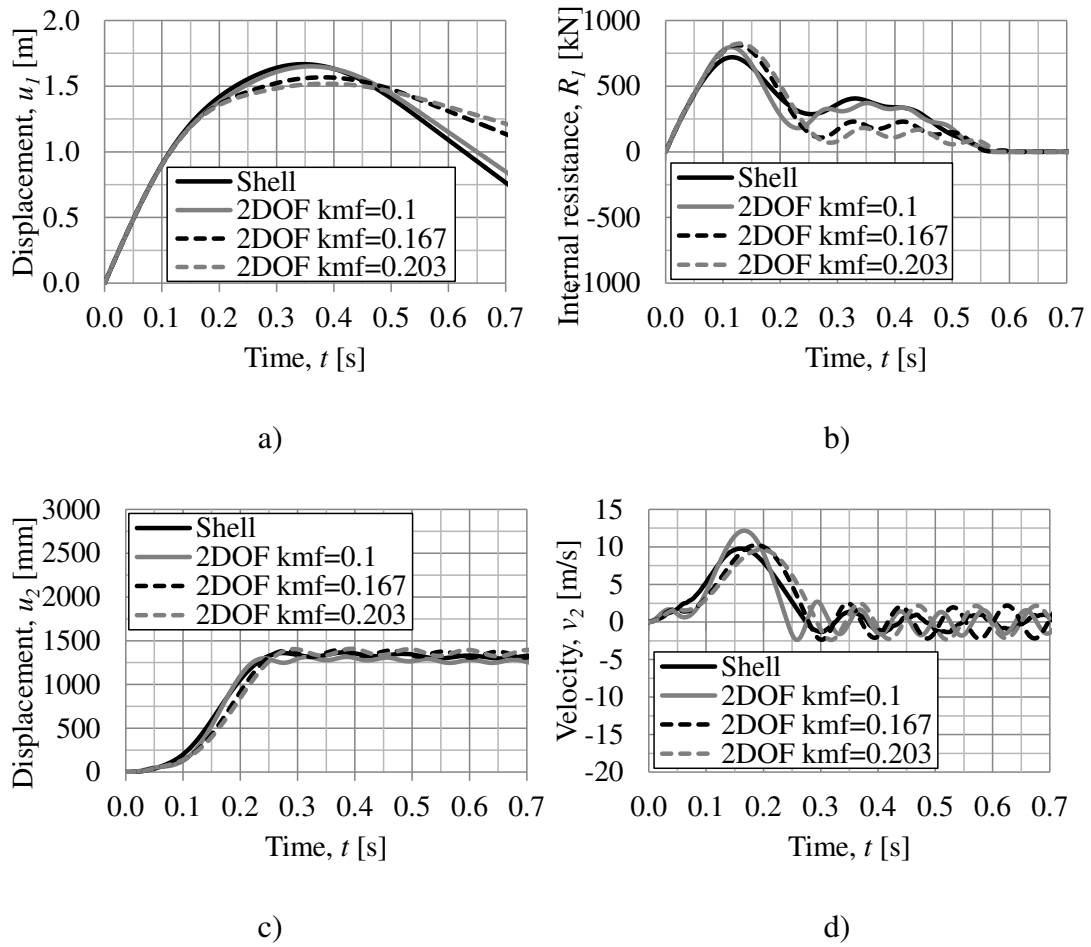 Displacement, u1 [m]
2.0
1.5
1.0
0.5
0.0
Shell
2DOF kmf=0.1
2DOF kmf=0.167
2DOF kmf=0.203
0.0 0.1 0.2 0.3 0.4 0.5 0.6 0.7
Time, t [s]
a)
Internal resistance, R1 [kN]
1000
500
0
-500
-1000
Shell
2DOF kmf=0.1
2DOF kmf=0.167
2DOF kmf=0.203
0.0 0.1 0.2 0.3 0.4 0.5 0.6 0.7
Time, t [s]
b)
Displacement, u2 [mm]
3000
2500
2000
1500
1000
500
0
Shell
2DOF kmf=0.1
2DOF kmf=0.167
2DOF kmf=0.203
0.0 0.1 0.2 0.3 0.4 0.5 0.6 0.7
Time, t [s]
c)
Velocity, v2 [m/s]
15
10
5
0
-5
-10
-15
-20
Shell
2DOF kmf=0.1
2DOF kmf=0.167
2DOF kmf=0.203
0.0 0.1 0.2 0.3 0.4 0.5 0.6 0.7
Time, t [s]
d)